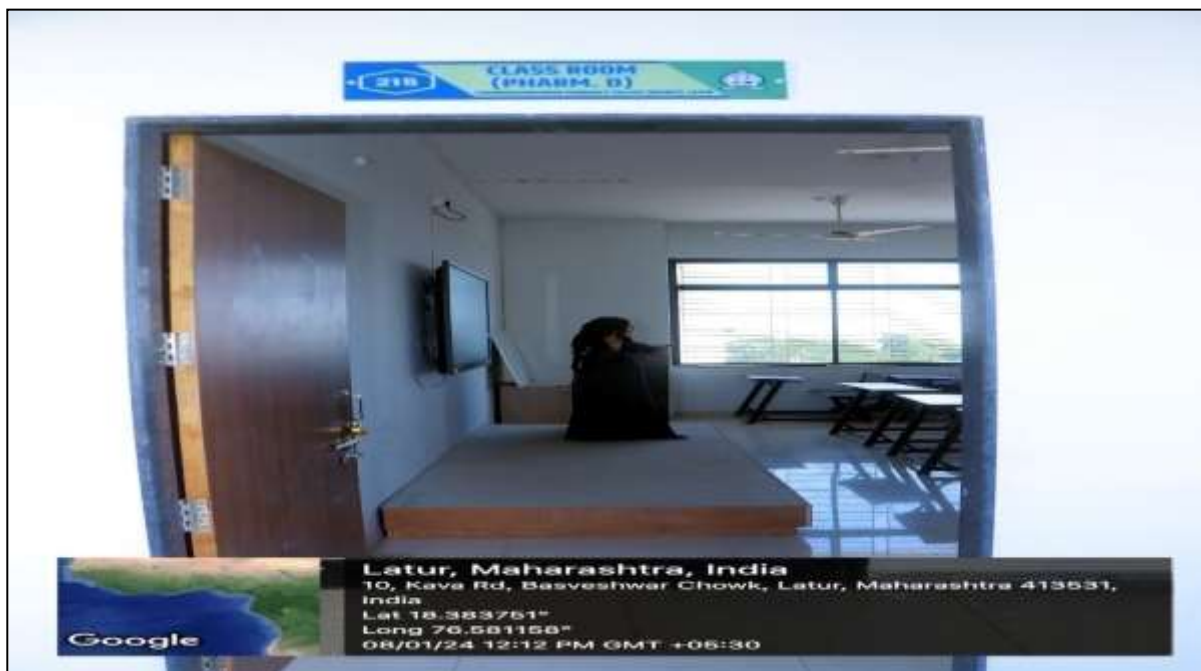 219
CLASS ROOM
(PHARM. D)
Latur, Maharashtra, India
10, Kava Rd, Basveshwar Chowk, Latur, Maharashtra 413531,
India
Lat 18.383751°
Long 76.581158°
08/01/24 12:12 PM GMT +05:30
Google